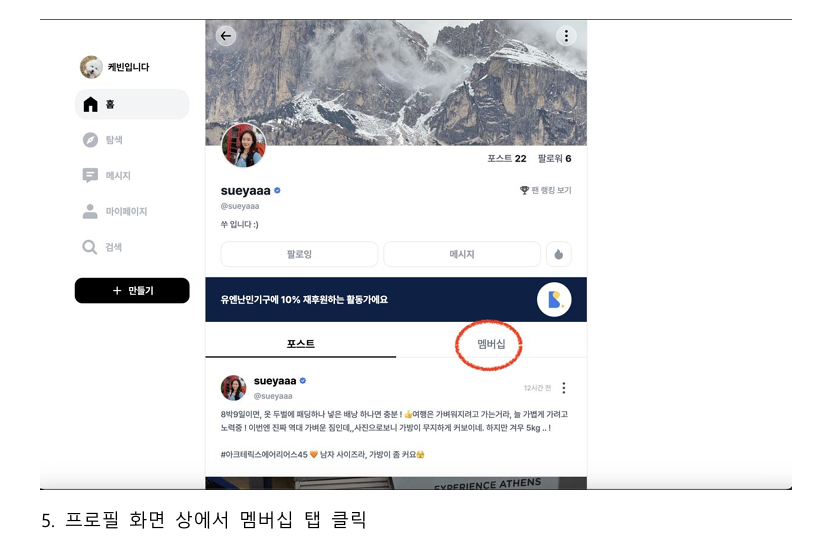 케빈입니다
홈
탐색
메시지
마이페이지
검색
+ 만들기
포스트 22 팔로워 6
sueyaaa
@sueyaaa
팬 랭킹 보기
쑤 입니다 :)
팔로잉
메시지
유엔난민기구에 10% 재후원하는 활동가에요
포스트
멤버십
sueyaaa
@sueyaaa
12시간 전
8박9일이면, 옷 두벌에 패딩하나 넣은 배낭 하나면 충분 ! 👍여행은 가벼워지려고 가는거라, 늘 가볍게 가려고
노력중 ! 이번엔 진짜 역대 가벼운 짐인데,,사진으로보니 가방이 무지하게 커보이네. 하지만 겨우 5kg .. !
#아크테릭스에어리어스45 🧡 남자 사이즈라, 가방이 좀 커요😭
EXPERIENCE ATHENS
5. 프로필 화면 상에서 멤버십 탭 클릭